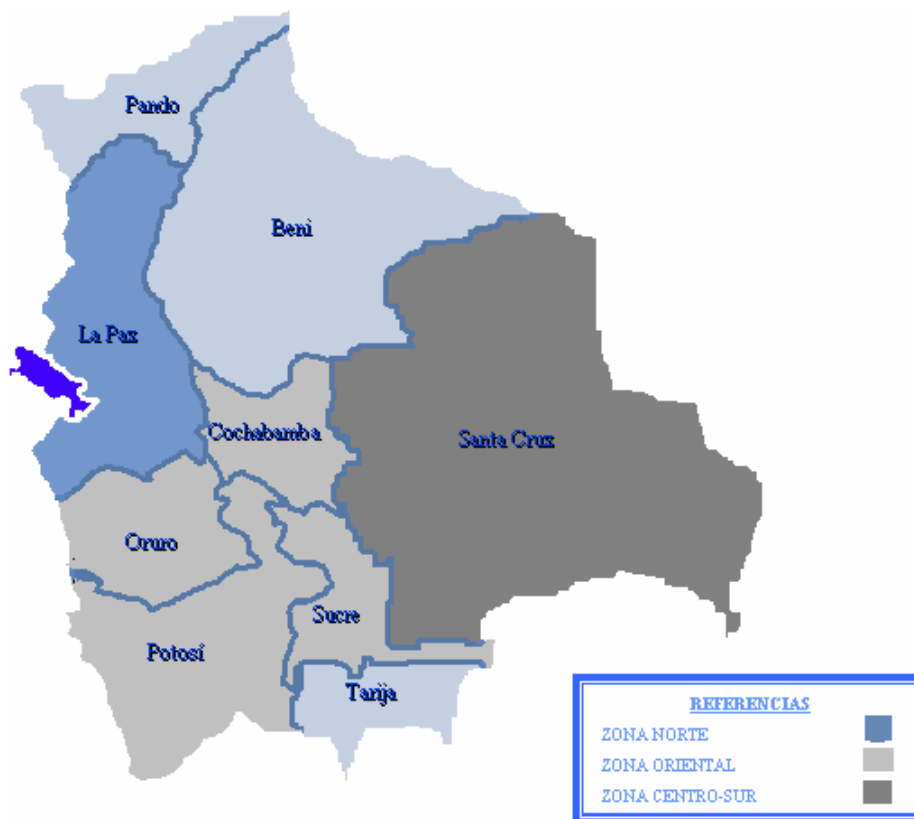 Pando
Beni
La Paz
Cochabamba
Santa Cruz
Oruro
Sucre
Potosí
Tarija
REFERENCIAS
ZONA NORTE
ZONA ORIENTAL
ZONA CENTRO-SUR